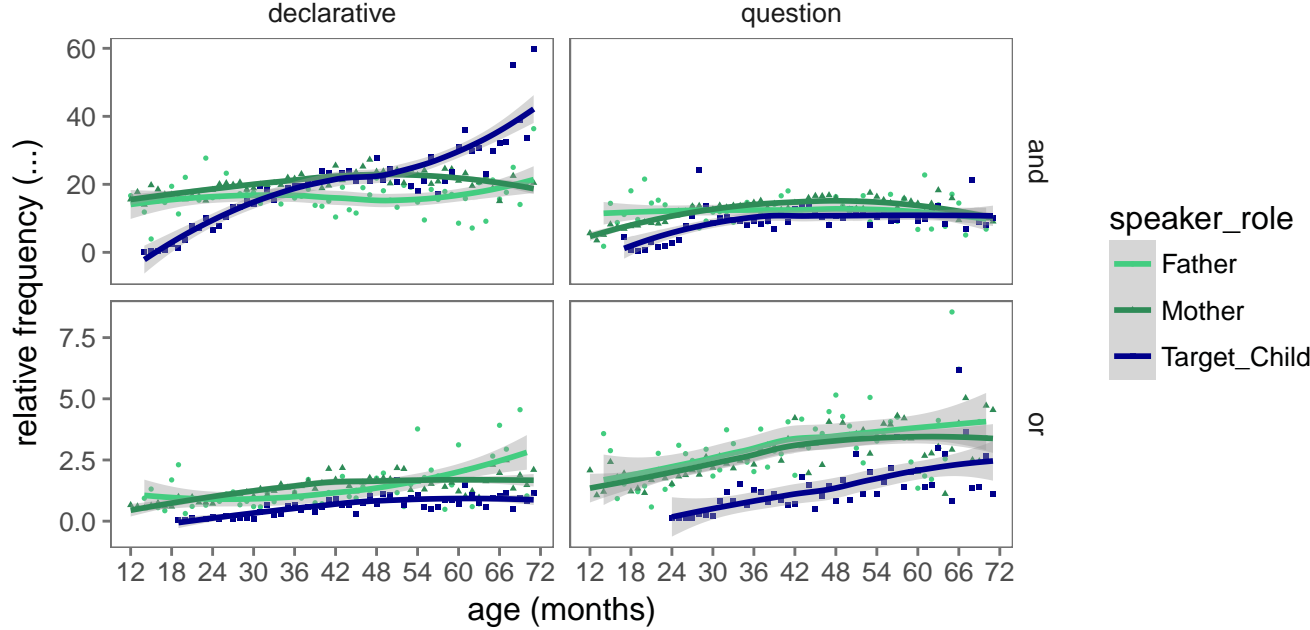 declarative
question
60
40
20
0
and
7.5
5.0
2.5
0.0
or
12 18 24 30 36 42 48 54 60 66 72
12 18 24 30 36 42 48 54 60 66 72
age (months)
relative frequency (...)
speaker_role
Father
Mother
Target_Child